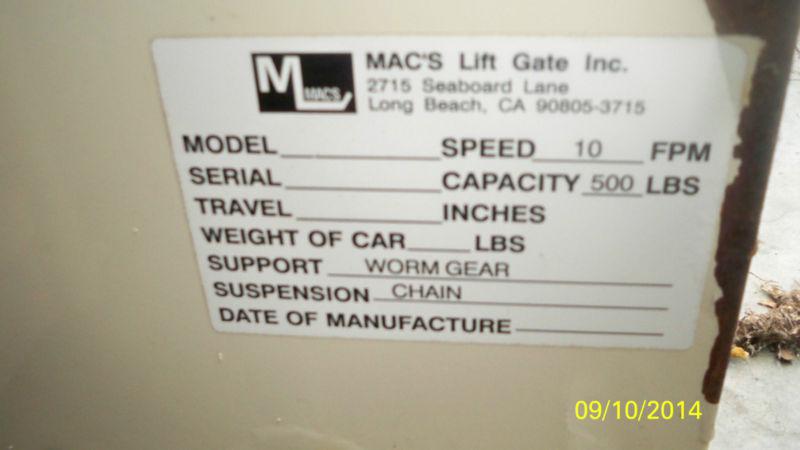 M MACS
MAC'S Lift Gate Inc.
2715 Seaboard Lane
Long Beach, CA 90805-3715
MODEL SPEED 10 FPM
SERIAL CAPACITY 500 LBS
TRAVEL INCHES
WEIGHT OF CAR LBS
SUPPORT WORM GEAR
SUSPENSION CHAIN
DATE OF MANUFACTURE
09/10/2014